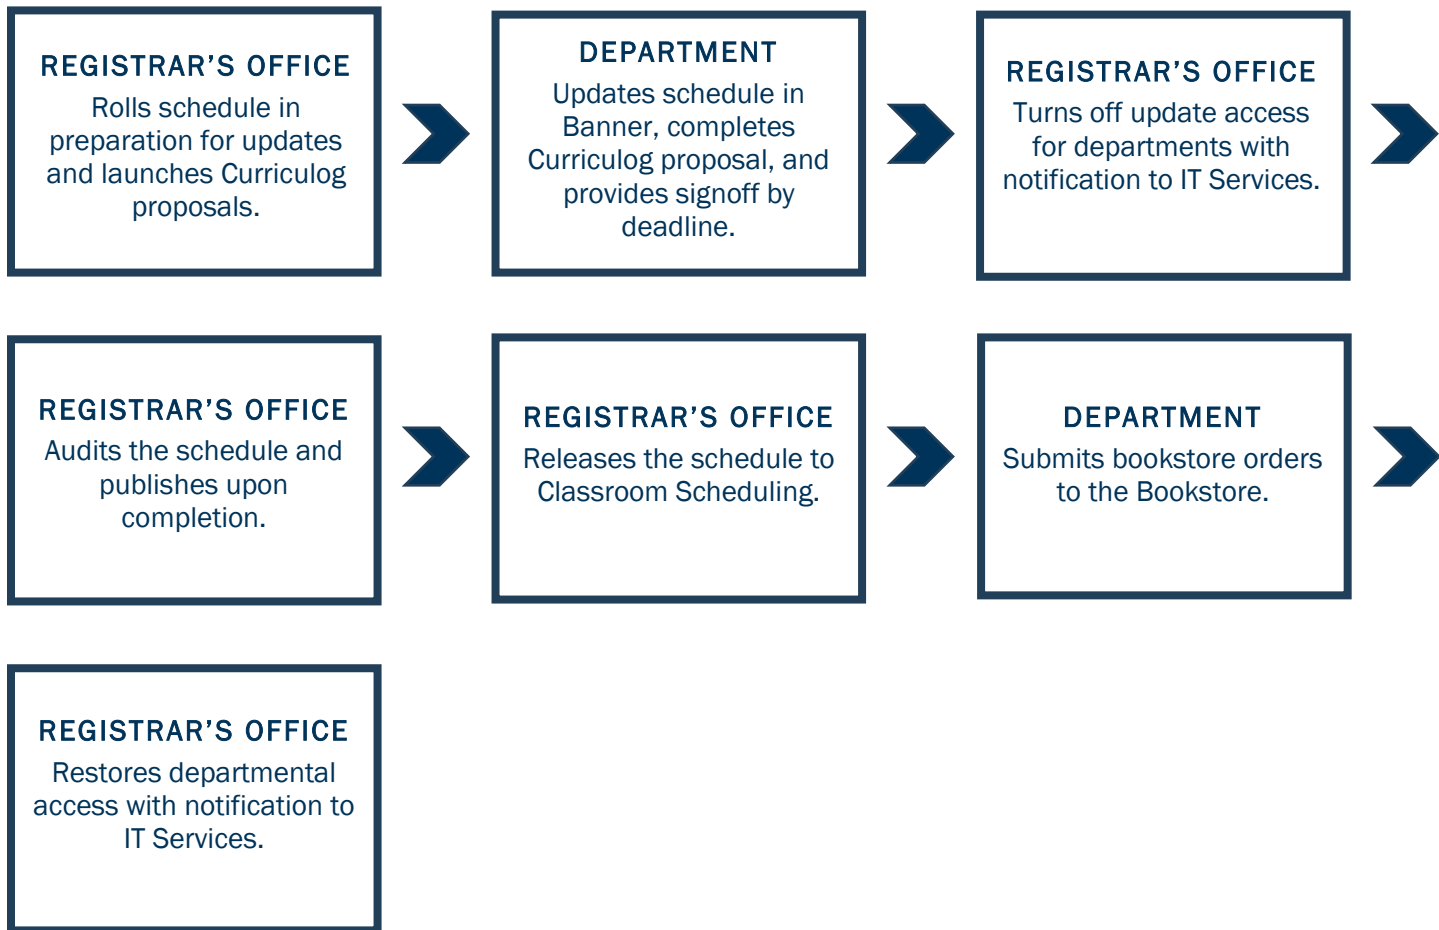 REGISTRAR’S OFFICE
Rolls schedule in
preparation for updates
and launches Curriculog
proposals.
DEPARTMENT
Updates schedule in
Banner, completes
Curriculog proposal, and
provides signoff by
deadline.
REGISTRAR’S OFFICE
Turns off update access
for departments with
notification to IT Services.
REGISTRAR’S OFFICE
Audits the schedule and
publishes upon
completion.
REGISTRAR’S OFFICE
Releases the schedule to
Classroom Scheduling.
DEPARTMENT
Submits bookstore orders
to the Bookstore.
REGISTRAR’S OFFICE
Restores departmental
access with notification to
IT Services.